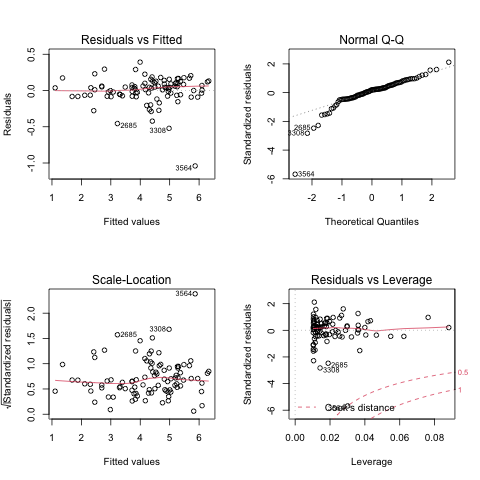 Residuals vs Fitted
Residuals
0.5
0.0
-0.5
-1.0
2685
3308
3564
1 2 3 4 5 6
Fitted values
Normal Q-Q
Standardized residuals
2
0
-2
-4
-6
2685
3308
3564
-2 -1 0 1 2
Theoretical Quantiles
Scale-Location
√|Standardized residuals|
2.0
1.5
1.0
0.5
0.0
3564
3308
2685
1 2 3 4 5 6
Fitted values
Residuals vs Leverage
Standardized residuals
2
0
-2
-4
-6
2685
3308
0.5
1
Cook's distance
0.00 0.02 0.04 0.06 0.08
Leverage